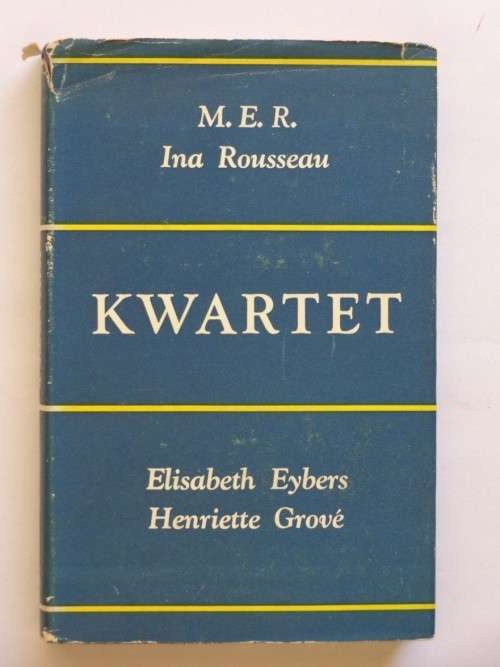 M. E. R.
Ina Rousseau
KWARTET
Elisabeth Eybers
Henriette Grové